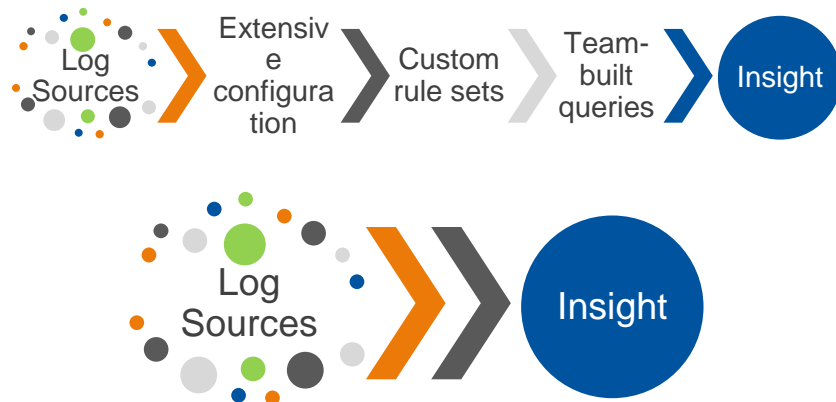 Log
Sources
Extensiv
e
configura
tion
Custom
rule sets
Team-
built
queries
Insight
Log
Sources
Insight